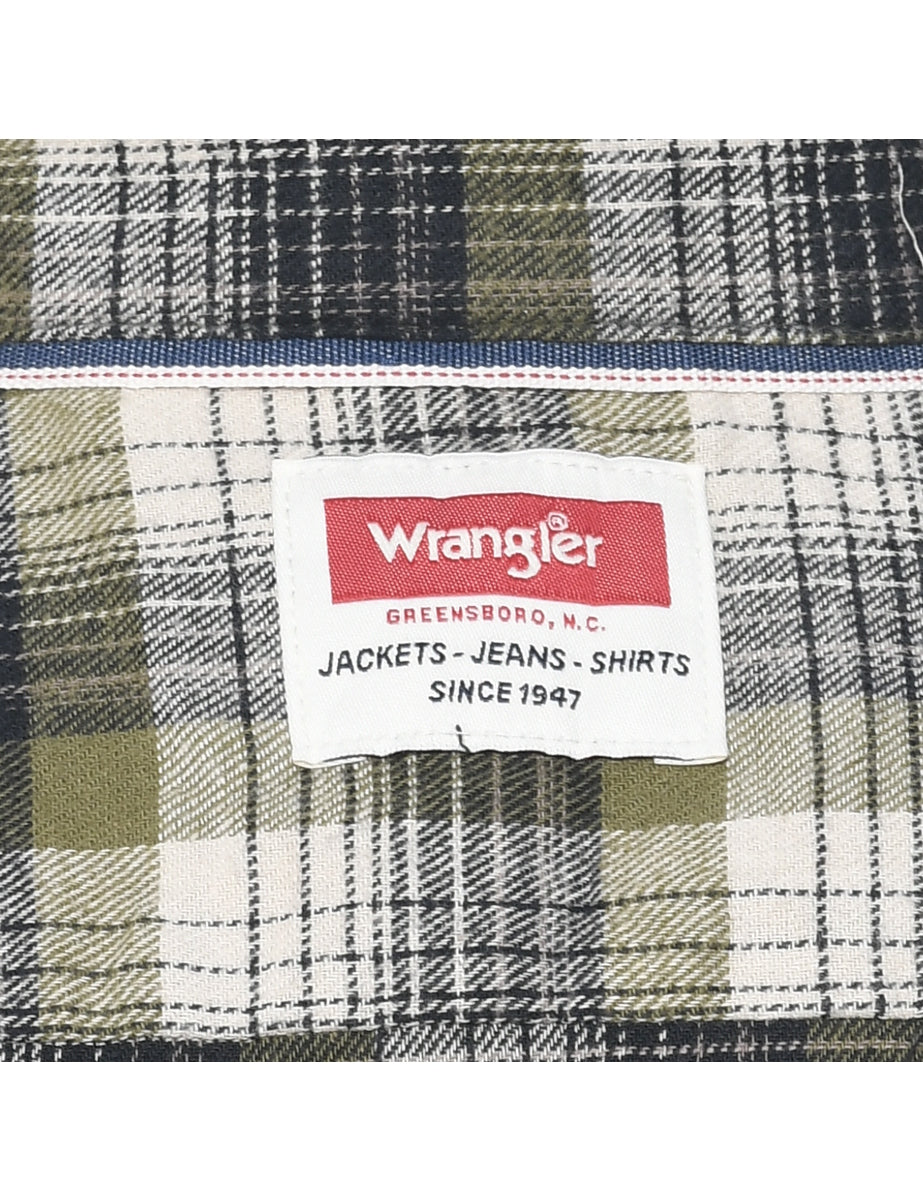 Wrangler®
GREENSBORO, N.C.
JACKETS - JEANS - SHIRTS
SINCE 1947